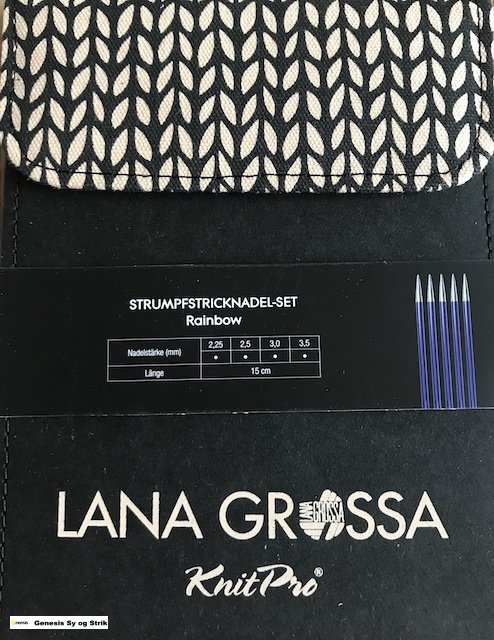 STRUMPFSTRICKNADEL-SET
Rainbow
Nadelstärke (mm) 2,25 2,5 3,0 3,5
• • • •
Länge 15 cm
LANA GROSSA
LANA
GROSSA
KnitPro®
Genesis Sy og Strik